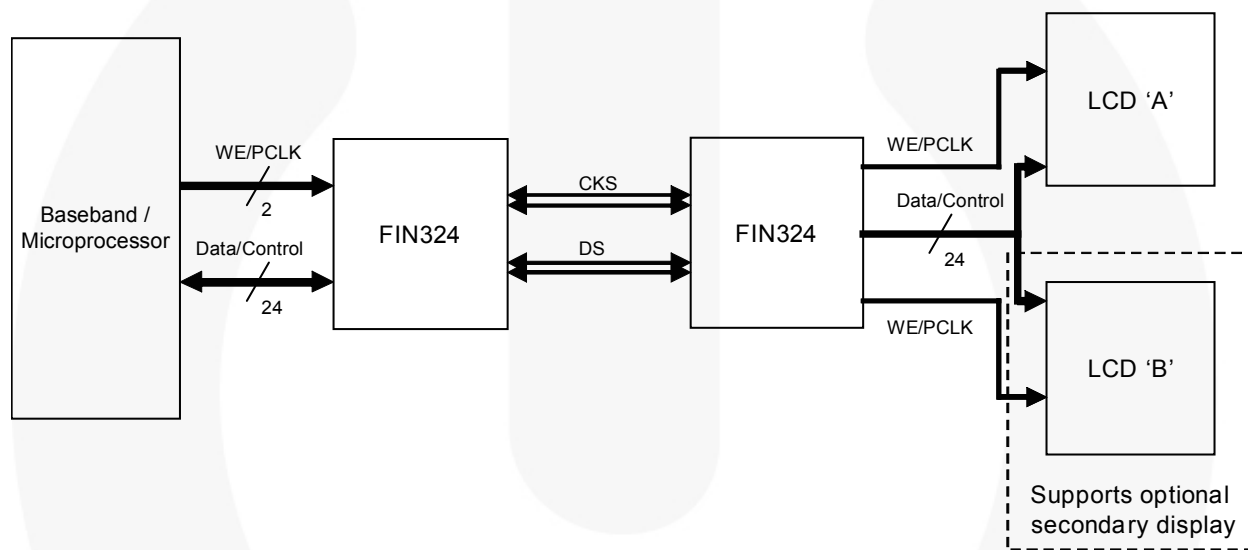 Baseband /
Microprocessor
WE/PCLK
2
Data/Control
24
FIN324
CKS
DS
FIN324
WE/PCLK
Data/Control
24
WE/PCLK
LCD ‘A’
LCD ‘B’
Supports optional
secondary display